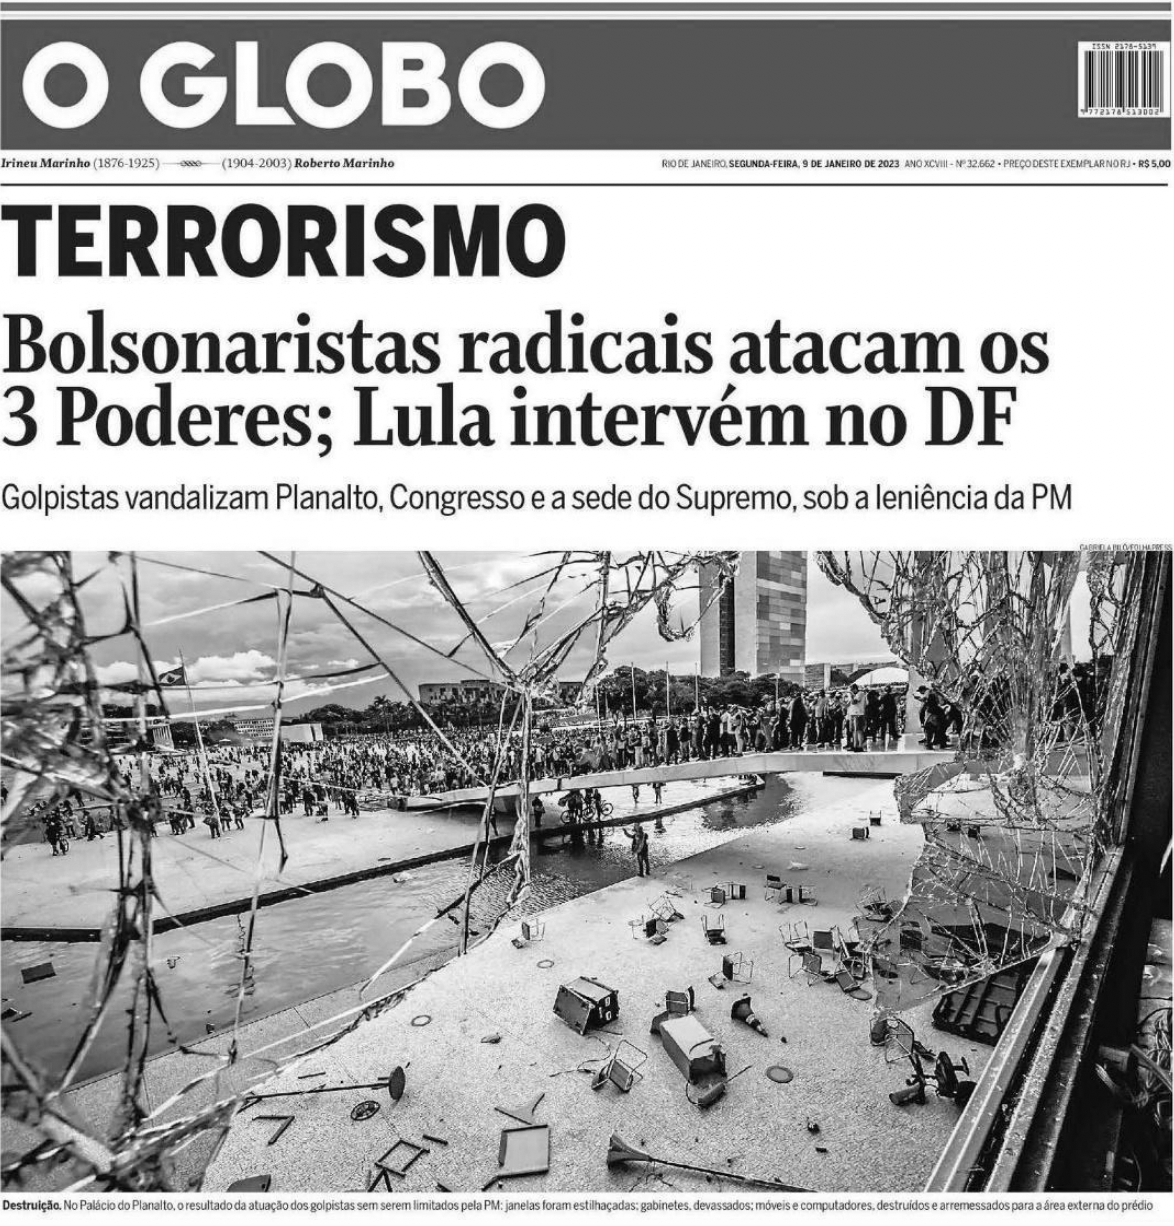 O GLOBO
ISSN 2178-5139
9 772178 513002
Irineu Marinho (1876-1925) (1904-2003) Roberto Marinho
RIO DE JANEIRO, SEGUNDA-FEIRA, 9 DE JANEIRO DE 2023 ANO XCVIII - Nº 32.662 • PREÇO DESTE EXEMPLAR NO RJ • R$ 5,00
TERRORISMO
Bolsonaristas radicais atacam os
3 Poderes; Lula intervém no DF
Golpistas vandalizam Planalto, Congresso e a sede do Supremo, sob a leniência da PM
GABRIELA BILÓ/FOLHAPRESS
Destruição. No Palácio do Planalto, o resultado da atuação dos golpistas sem serem limitados pela PM: janelas foram estilhaçadas; gabinetes, devassados; móveis e computadores, destruídos e arremessados para a área externa do prédio